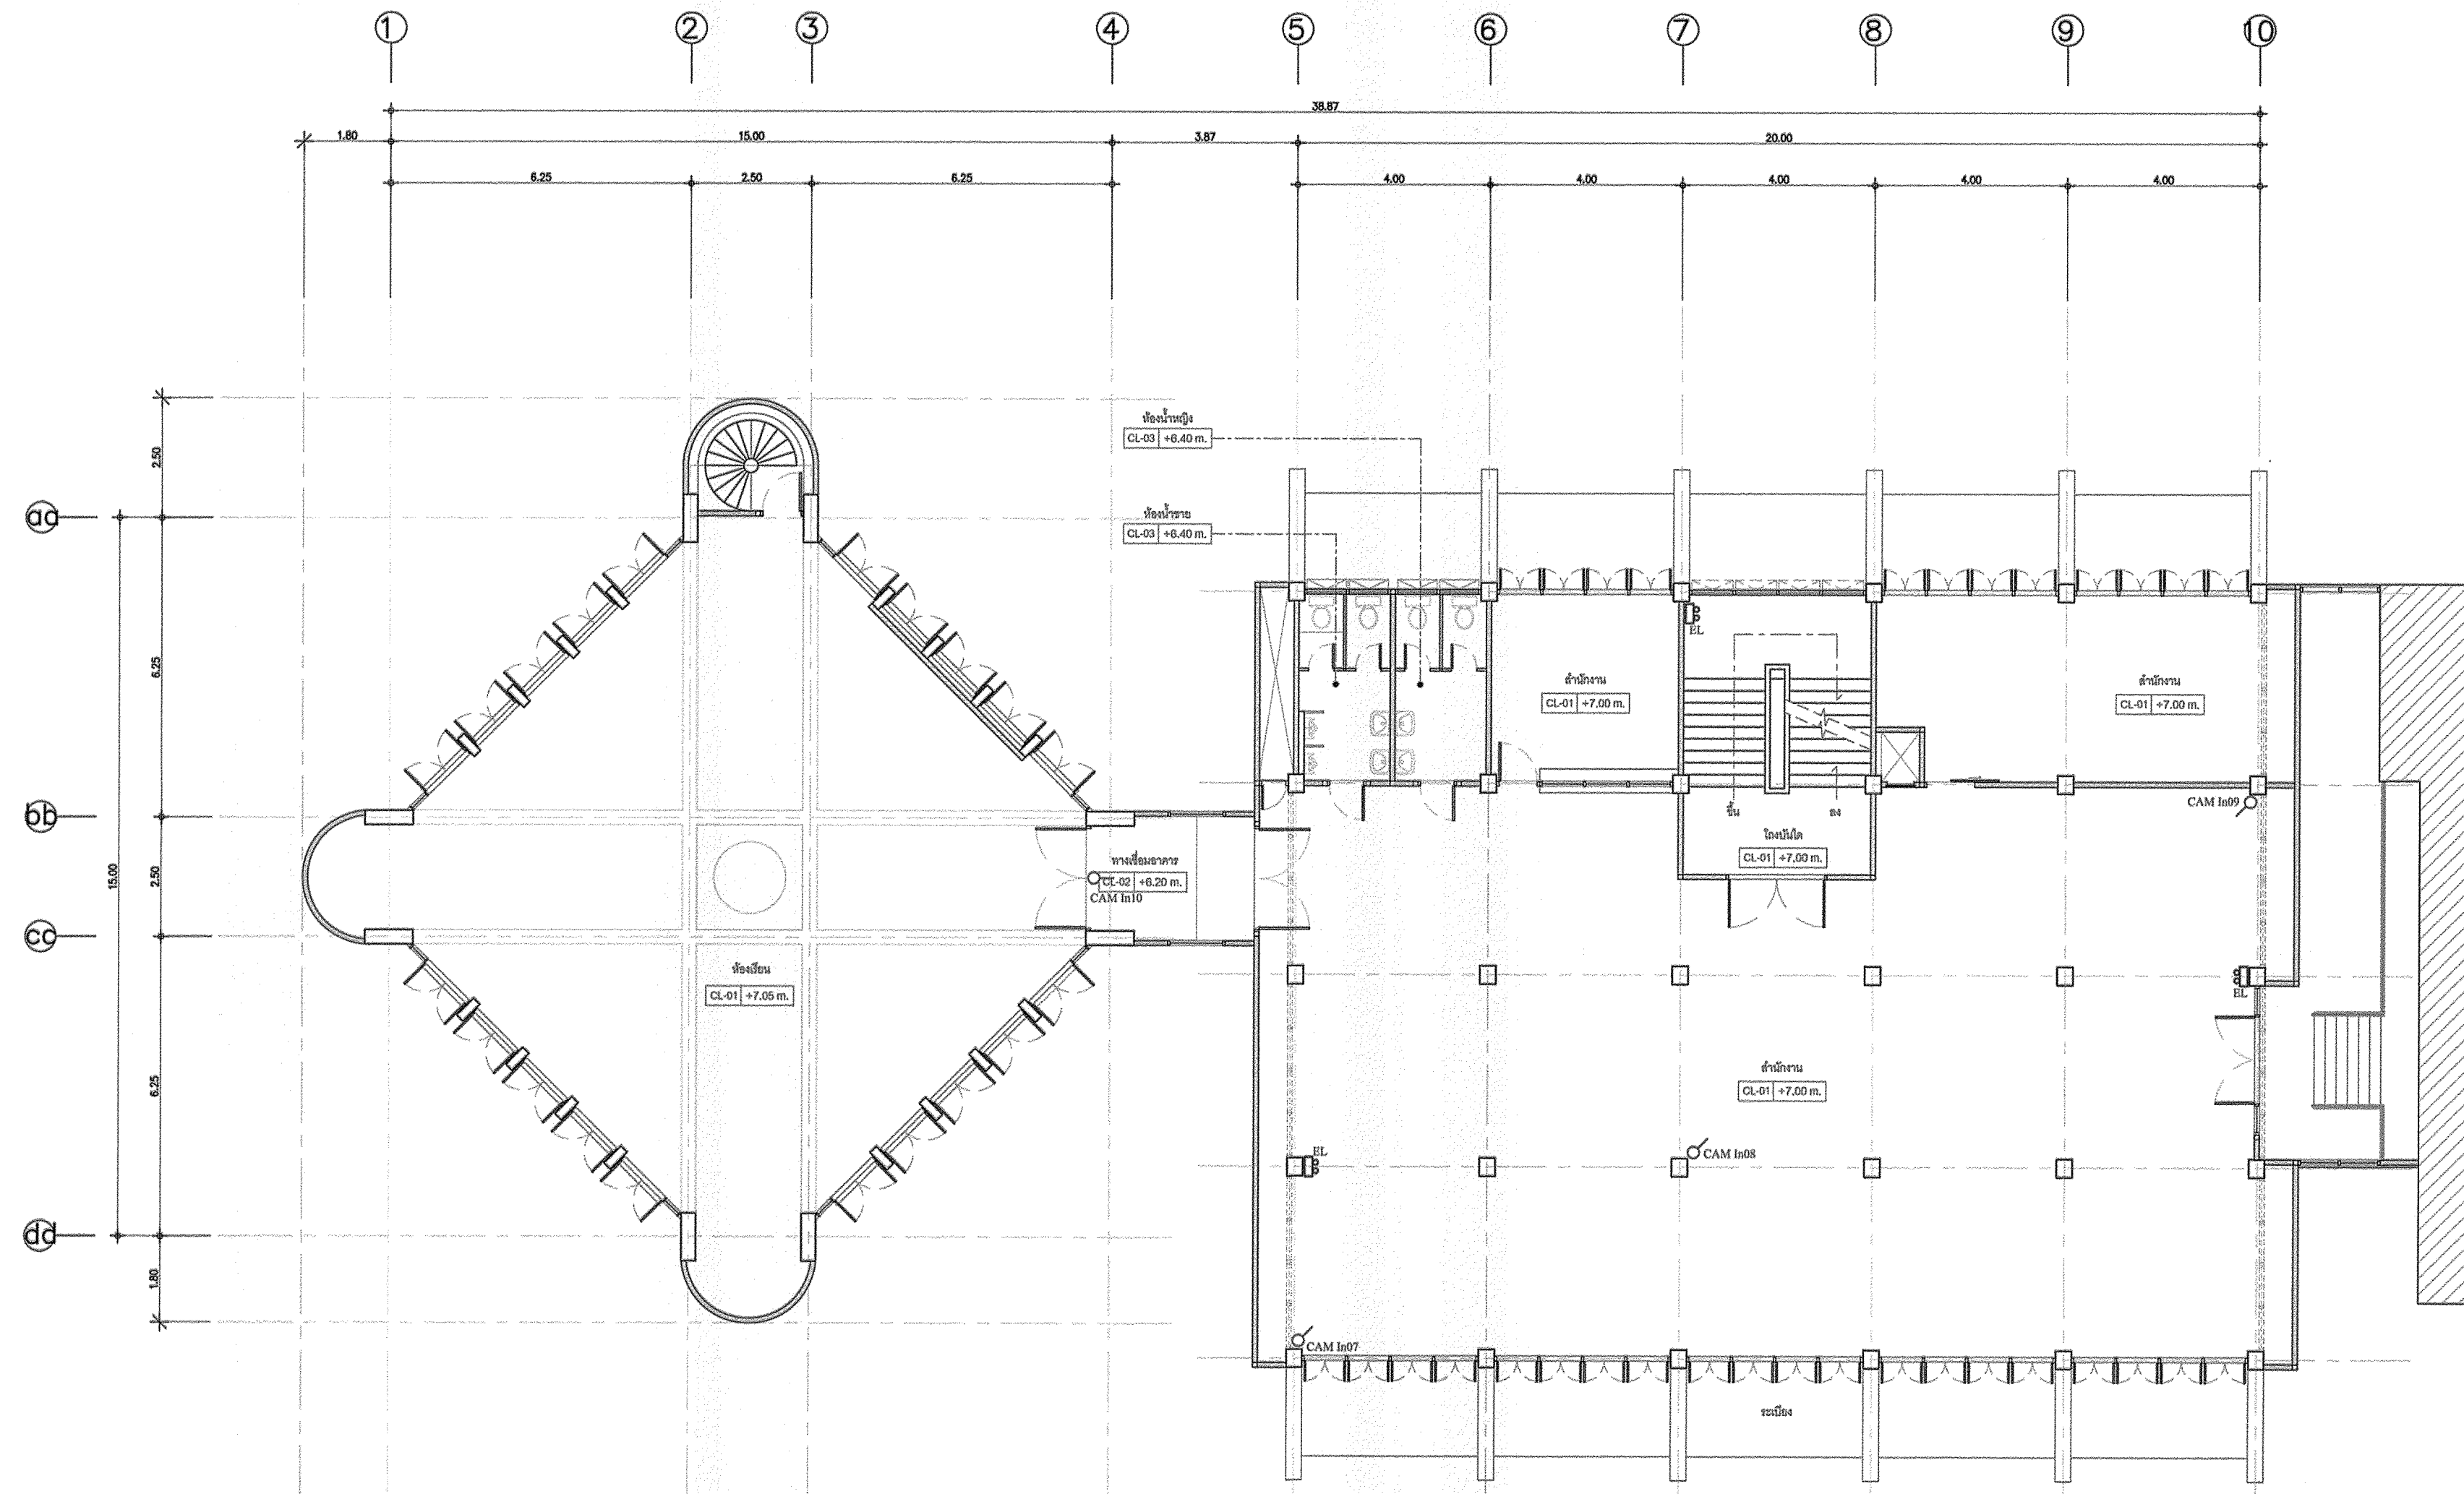 1 2 3 4 5 6 7 8 9 10
38.87
1.80 15.00 3.87 20.00
6.25 2.50 6.25 4.00 4.00 4.00 4.00 4.00
ห้องน้ำหญิง
CL-03 +6.40 m.
2.50
aa
ห้องน้ำชาย
CL-03 +6.40 m.
EL
6.25
สำนักงาน
CL-01 +7.00 m.
สำนักงาน
CL-01 +7.00 m.
CAM In09
ขึ้น ลง
bb
โถงบันได
CL-01 +7.00 m.
ทางเชื่อมอาคาร
CL-02 +6.20 m.
CAM In10
15.00
2.50
cc
ห้องเรียน
CL-01 +7.05 m.
EL
สำนักงาน
CL-01 +7.00 m.
6.25
EL
CAM In08
dd
1.80
CAM In07
ระเบียง